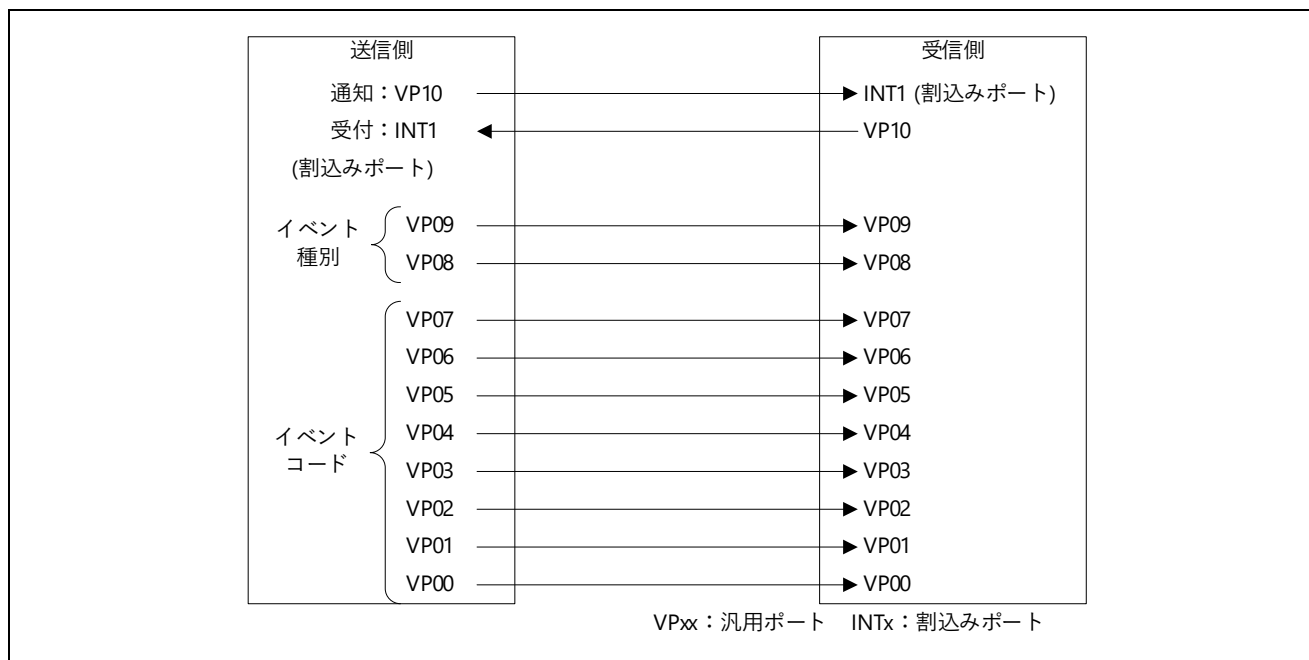 送信側 受信側
通知：VP10 INT1 (割込みポート)
受付：INT1 VP10
(割込みポート)
イベント
種別
VP09 VP09
VP08 VP08
イベント
コード
VP07 VP07
VP06 VP06
VP05 VP05
VP04 VP04
VP03 VP03
VP02 VP02
VP01 VP01
VP00 VP00
VPxx：汎用ポート INTx：割込みポート